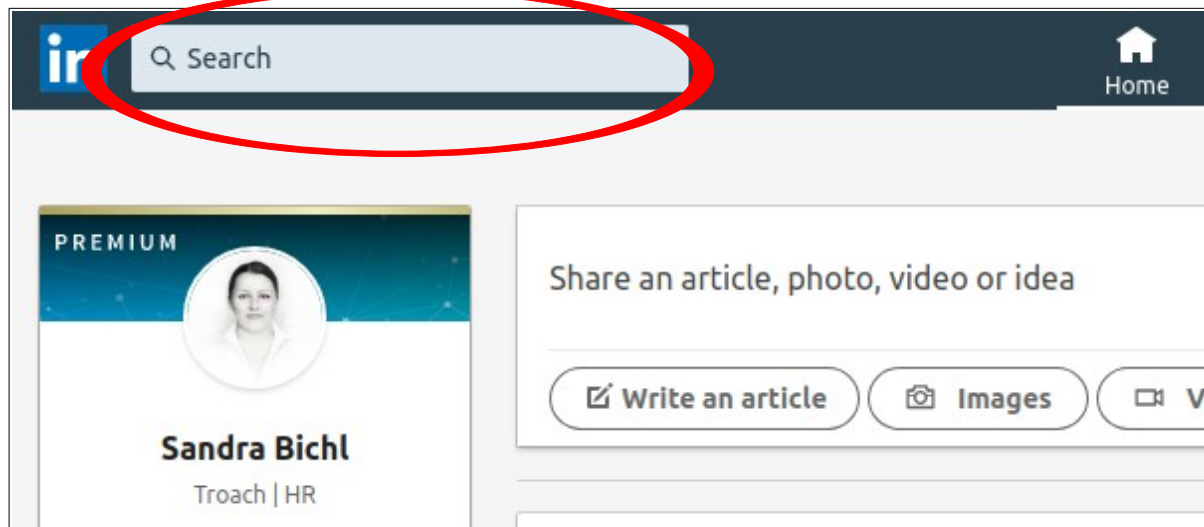 in
Search
Home
PREMIUM
Share an article, photo, video or idea
Write an article
Images
Sandra Bichl
Troach | HR